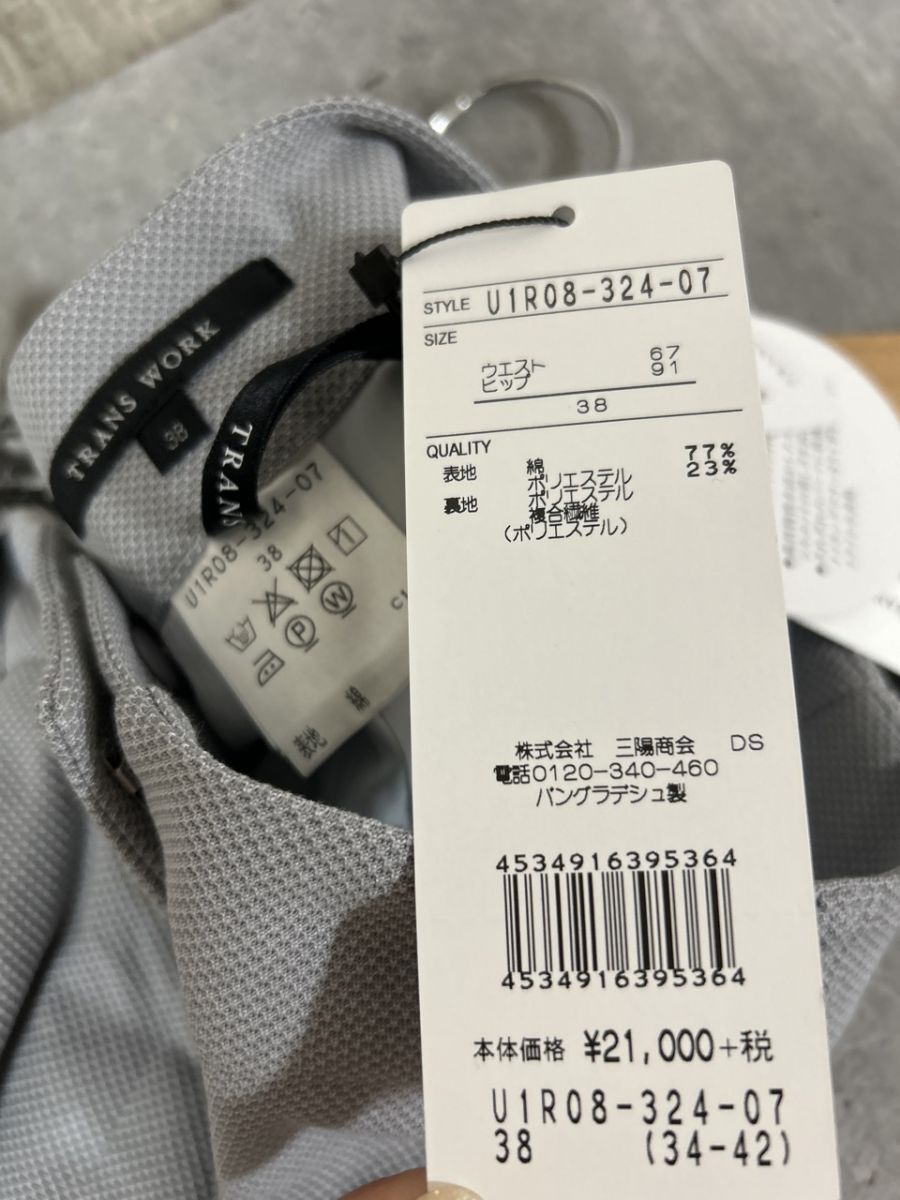 TRANS WORK
38
TRANS
U1R08-324-07
38
P
W
表地 綿
STYLE U1R08-324-07
SIZE
ウエスト 67
ヒップ 91
38
QUALITY
表地 綿 77%
ポリエステル 23%
裏地 ポリエステル
複合繊維
(ポリエステル)
株式会社 三陽商会 DS
電話0120-340-460
バングラデシュ製
4534916395364
4534916395364
本体価格 ¥21,000+税
U1R08-324-07
38 (34-42)